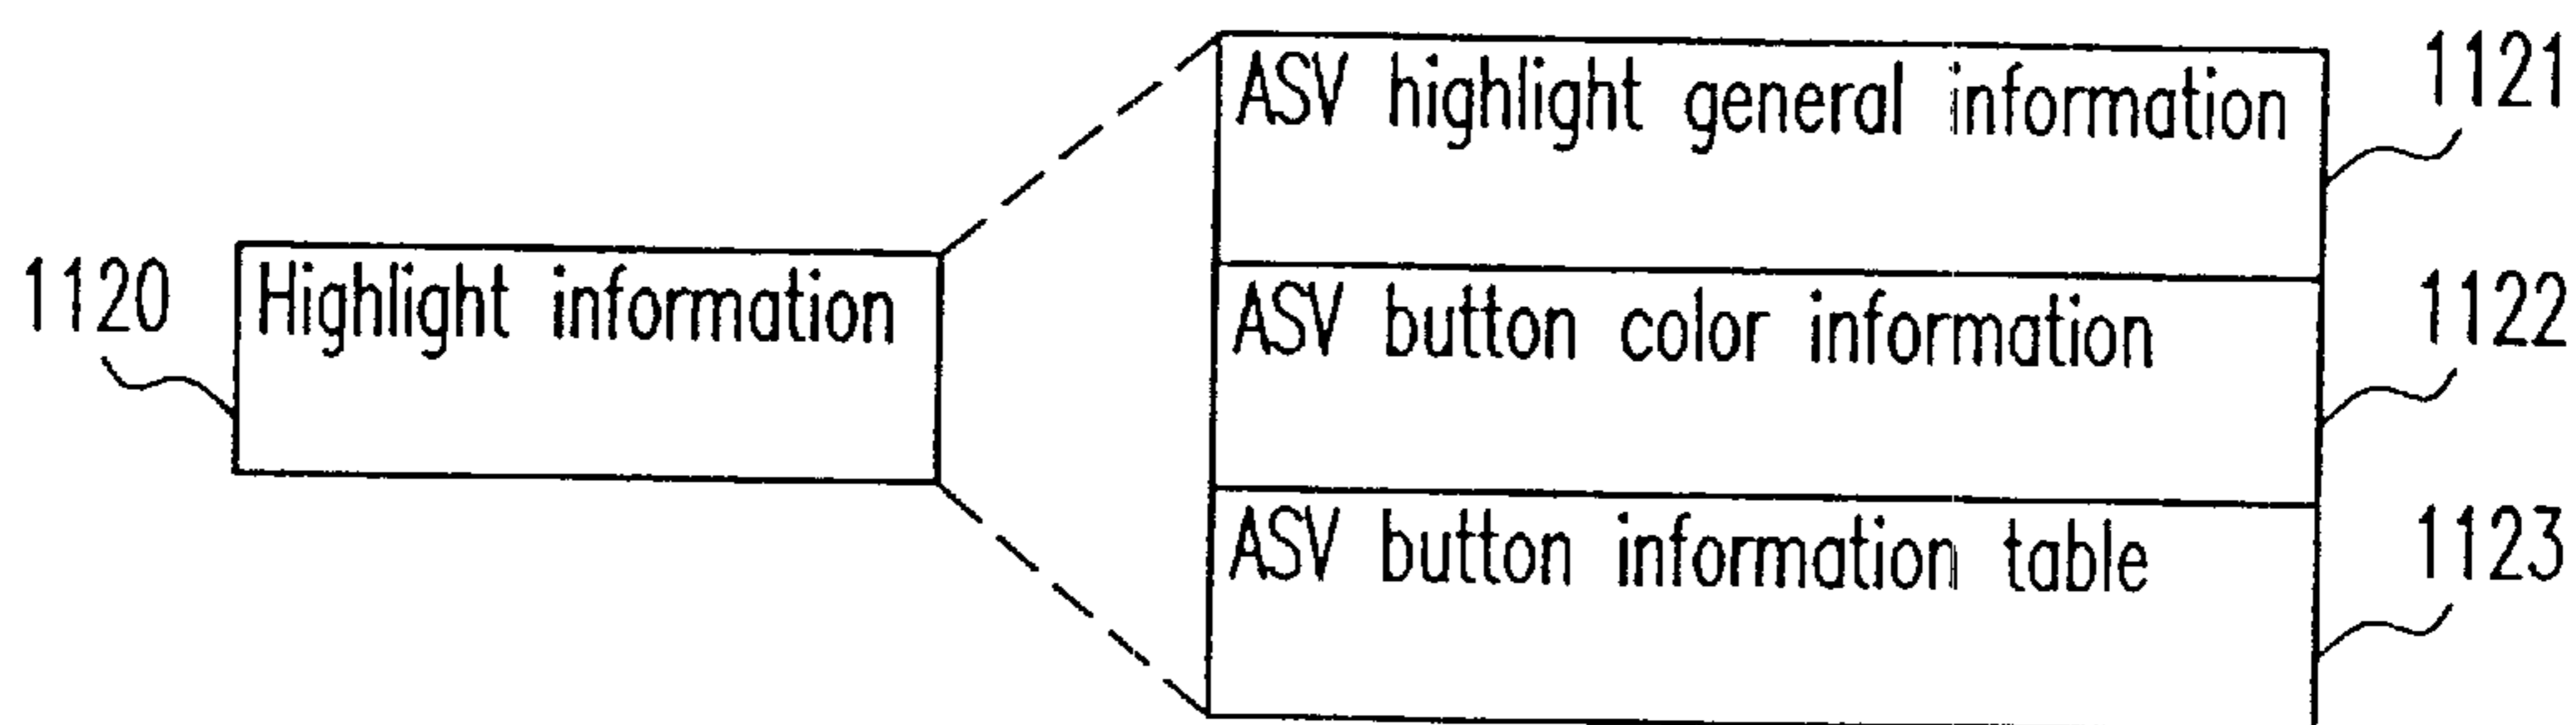 1120
Highlight information
ASV highlight general information
1121
ASV button color information
1122
ASV button information table
1123